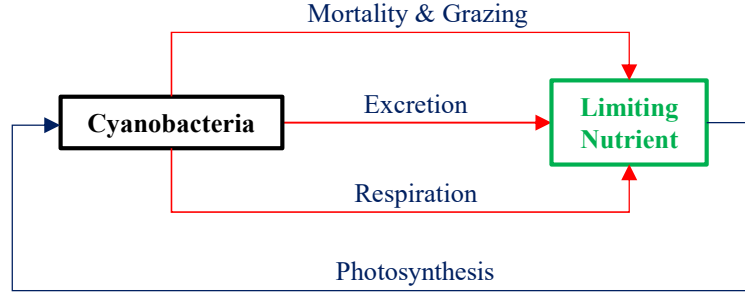 Mortality & Grazing
Cyanobacteria
Excretion
Limiting
Nutrient
Respiration
Photosynthesis